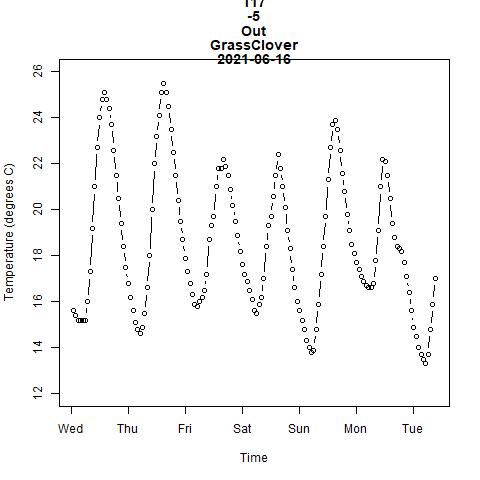 T17
-5
Out
GrassClover
2021-06-16
Temperature (degrees C)
26
24
22
20
18
16
14
12
Wed Thu Fri Sat Sun Mon Tue
Time